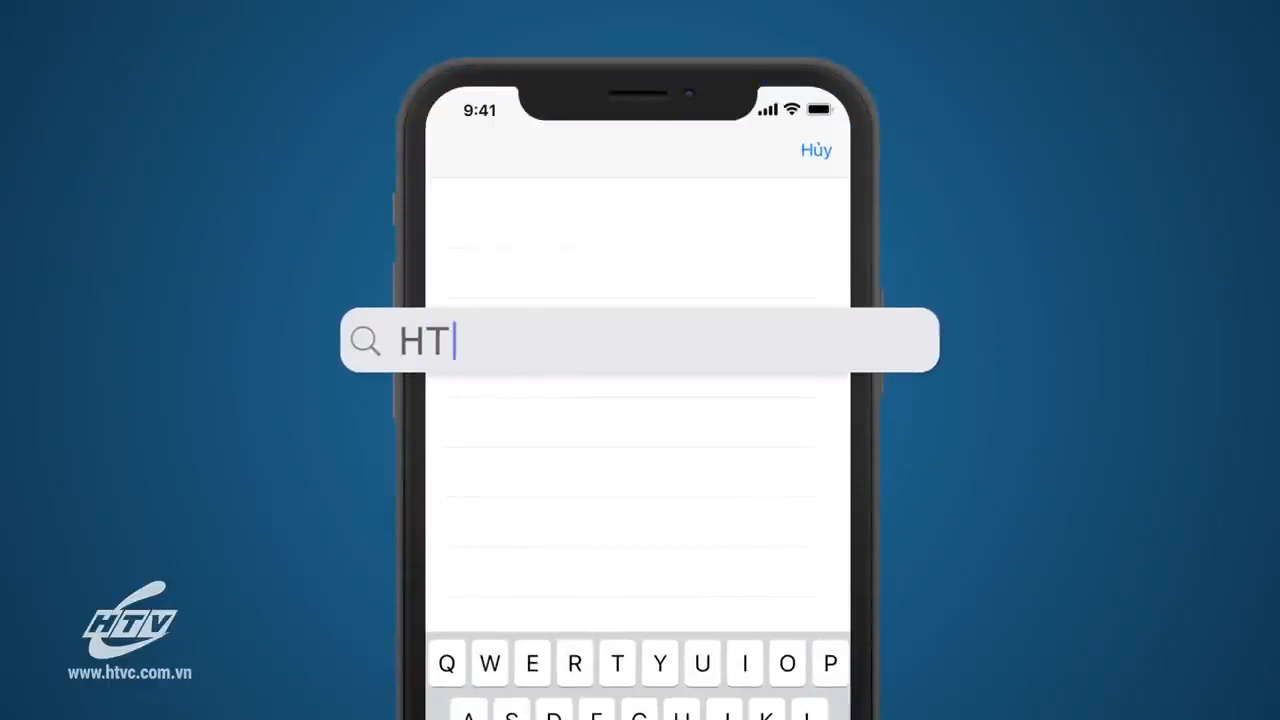 9:41
Hủy
HT
Q W E R T Y U I O P
A S D F G H J K L
HTV
www.htvc.com.vn